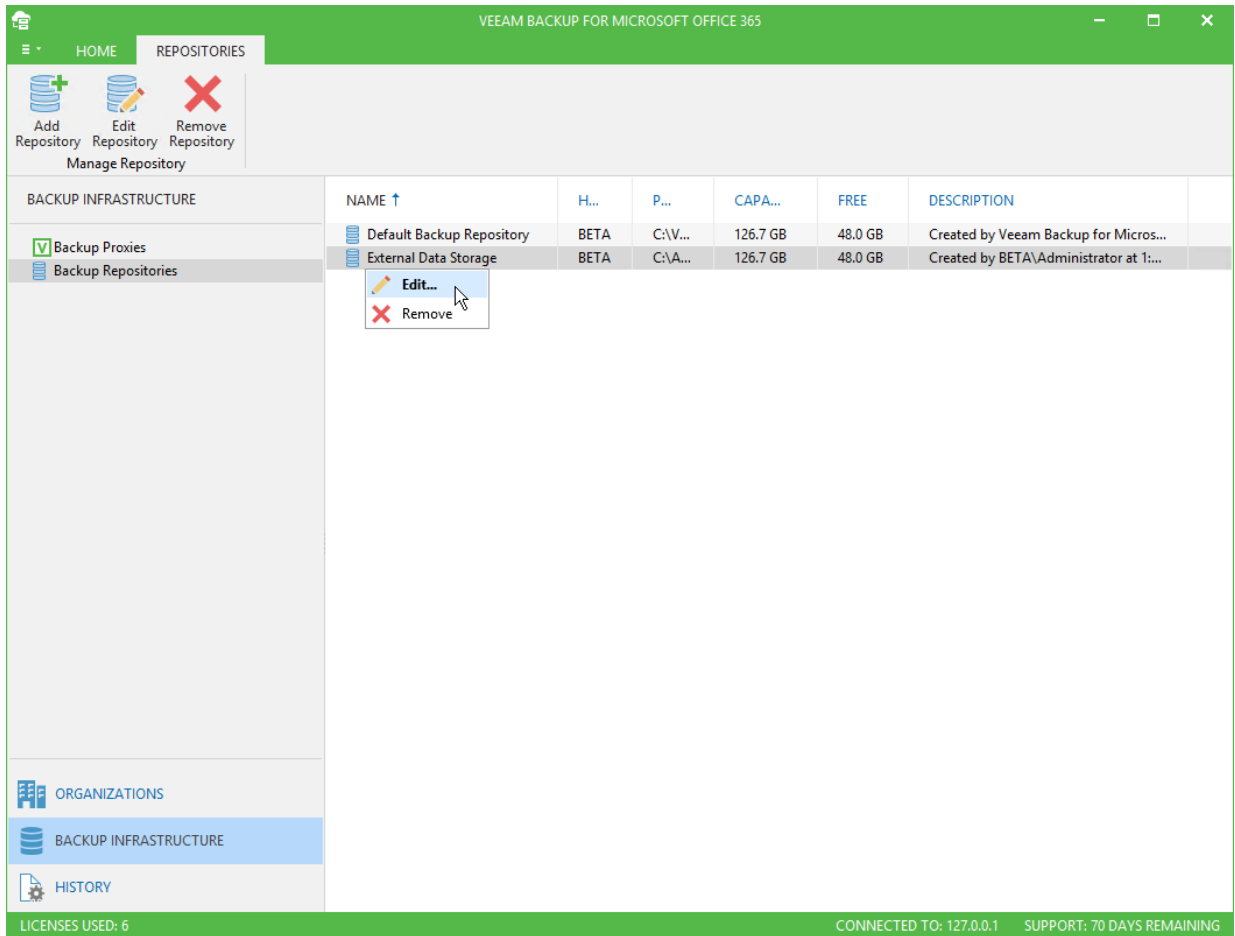 VEEAM BACKUP FOR MICROSOFT OFFICE 365
HOME REPOSITORIES
Add Repository
Edit Repository
Remove Repository
Manage Repository
BACKUP INFRASTRUCTURE
Backup Proxies
Backup Repositories
NAME H... P... CAPA... FREE DESCRIPTION
Default Backup Repository BETA C:\V... 126.7 GB 48.0 GB Created by Veeam Backup for Micros...
External Data Storage BETA C:\A... 126.7 GB 48.0 GB Created by BETA\Administrator at 1:...
Edit...
Remove
ORGANIZATIONS
BACKUP INFRASTRUCTURE
HISTORY
LICENSES USED: 6 CONNECTED TO: 127.0.0.1 SUPPORT: 70 DAYS REMAINING